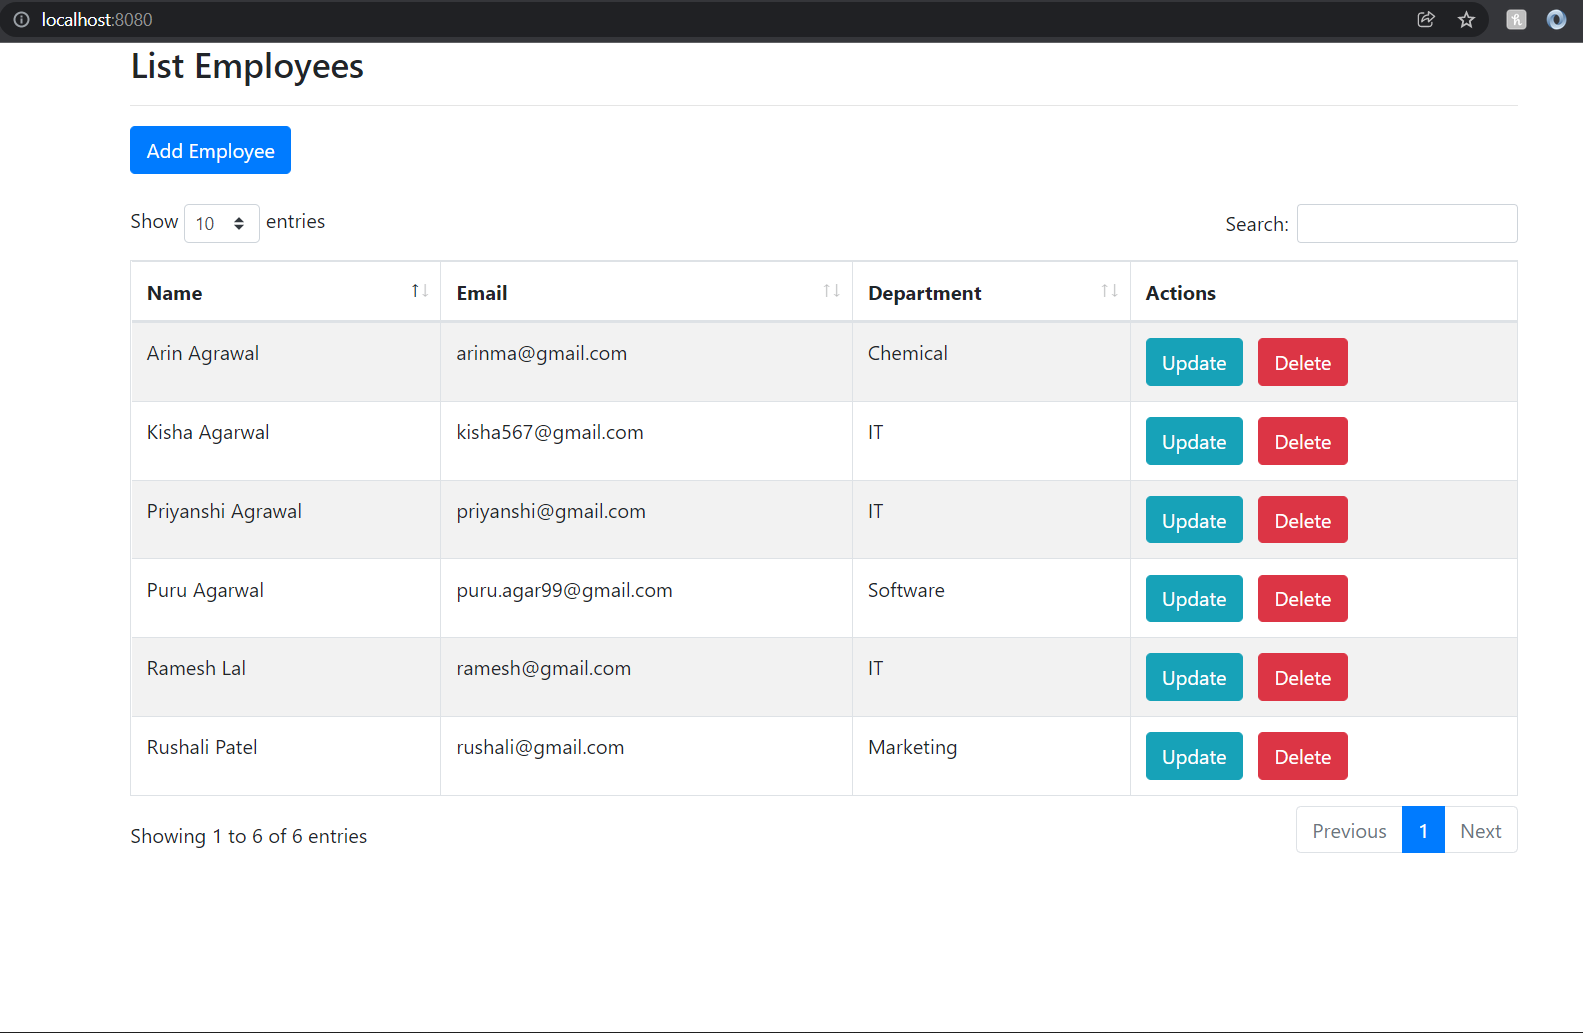 localhost:8080
List Employees
Add Employee
Show 10 entries Search:
Name Email Department Actions
Arin Agrawal arinma@gmail.com Chemical Update Delete
Kisha Agarwal kisha567@gmail.com IT Update Delete
Priyanshi Agrawal priyanshi@gmail.com IT Update Delete
Puru Agarwal puru.agar99@gmail.com Software Update Delete
Ramesh Lal ramesh@gmail.com IT Update Delete
Rushali Patel rushali@gmail.com Marketing Update Delete
Showing 1 to 6 of 6 entries Previous 1 Next